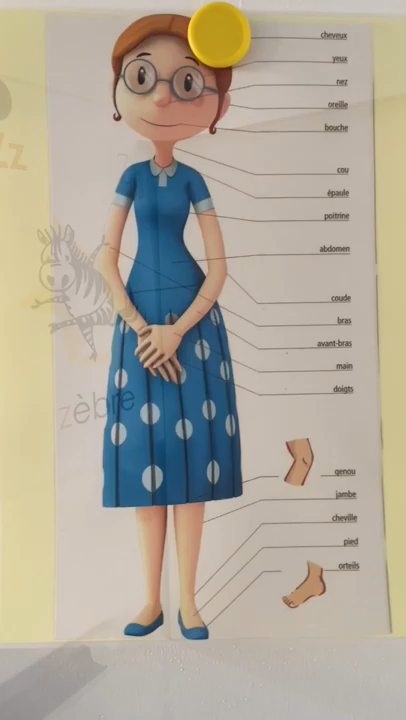 cheveux
yeux
nez
oreille
bouche
cou
épaule
poitrine
abdomen
coude
bras
avant-bras
main
doigts
genou
jambe
cheville
pied
orteils
Zz
zèbre